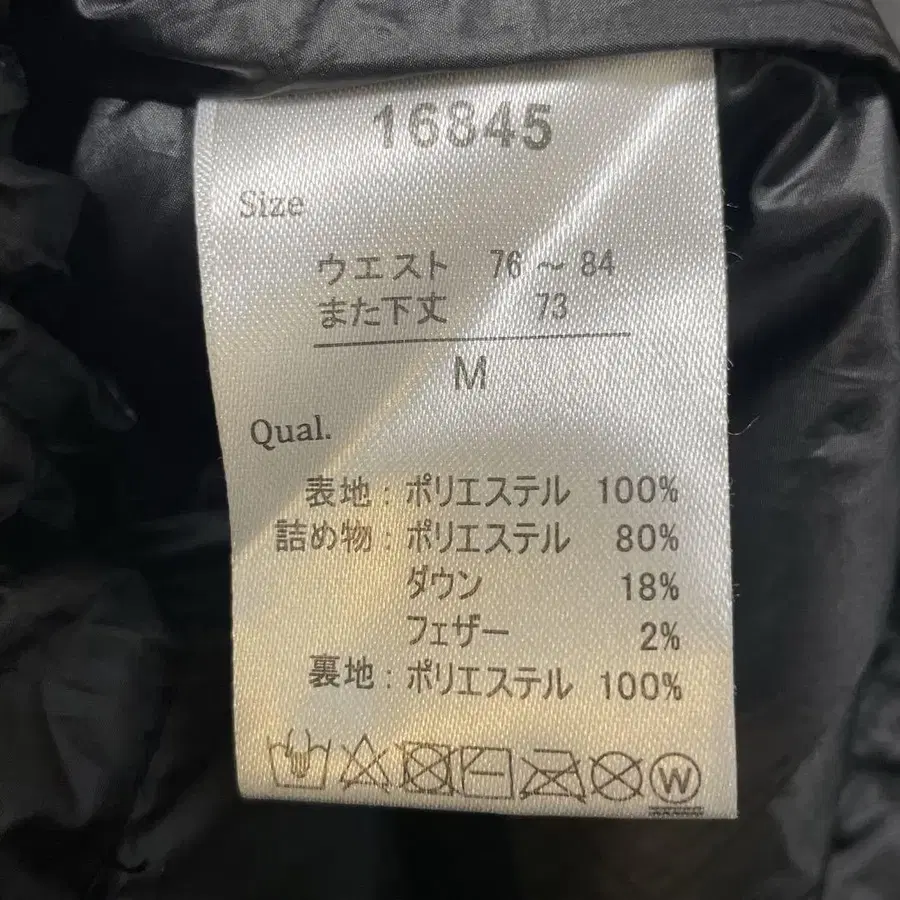 16845
Size
ウエスト 76 ～ 84
また下丈 73
M
Qual.
表地 : ポリエステル 100%
詰め物 : ポリエステル 80%
ダウン 18%
フェザー 2%
裏地 : ポリエステル 100%
W